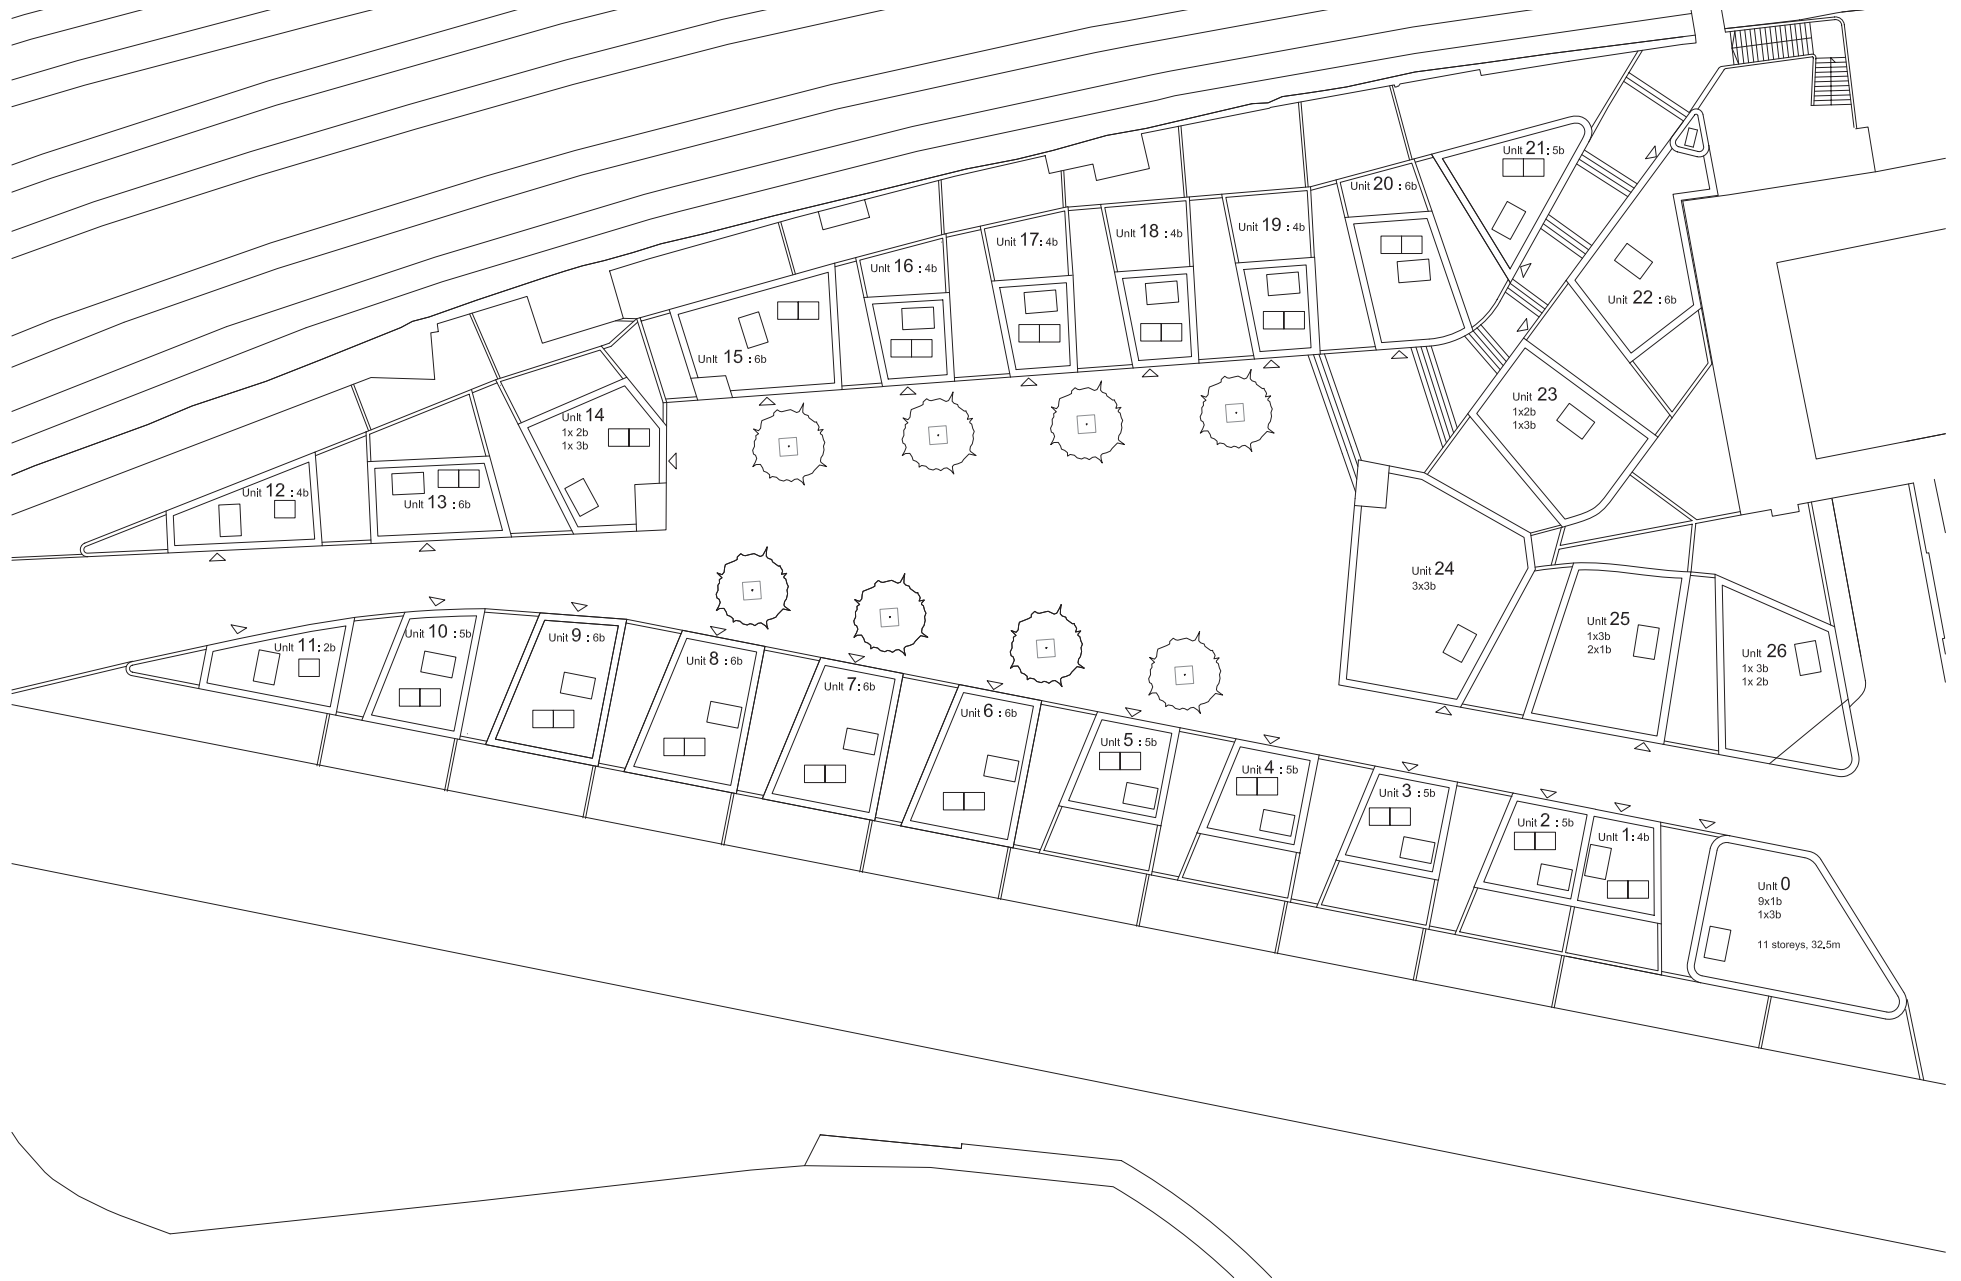 Unit 21: 5b
Unit 20 : 6b
Unit 19 : 4b
Unit 18 : 4b
Unit 17: 4b
Unit 16 : 4b
Unit 22 : 6b
Unit 15 : 6b
Unit 23
1x2b
1x3b
Unit 14
1x 2b
1x 3b
Unit 12 : 4b
Unit 13 : 6b
Unit 24
3x3b
Unit 25
1x3b
2x1b
Unit 26
1x 3b
1x 2b
Unit 11: 2b
Unit 10 : 5b
Unit 9 : 6b
Unit 8 : 6b
Unit 7: 6b
Unit 6 : 6b
Unit 5 : 5b
Unit 4 : 5b
Unit 3 : 5b
Unit 2 : 5b
Unit 1: 4b
Unit 0
9x1b
1x3b
11 storeys, 32.5m